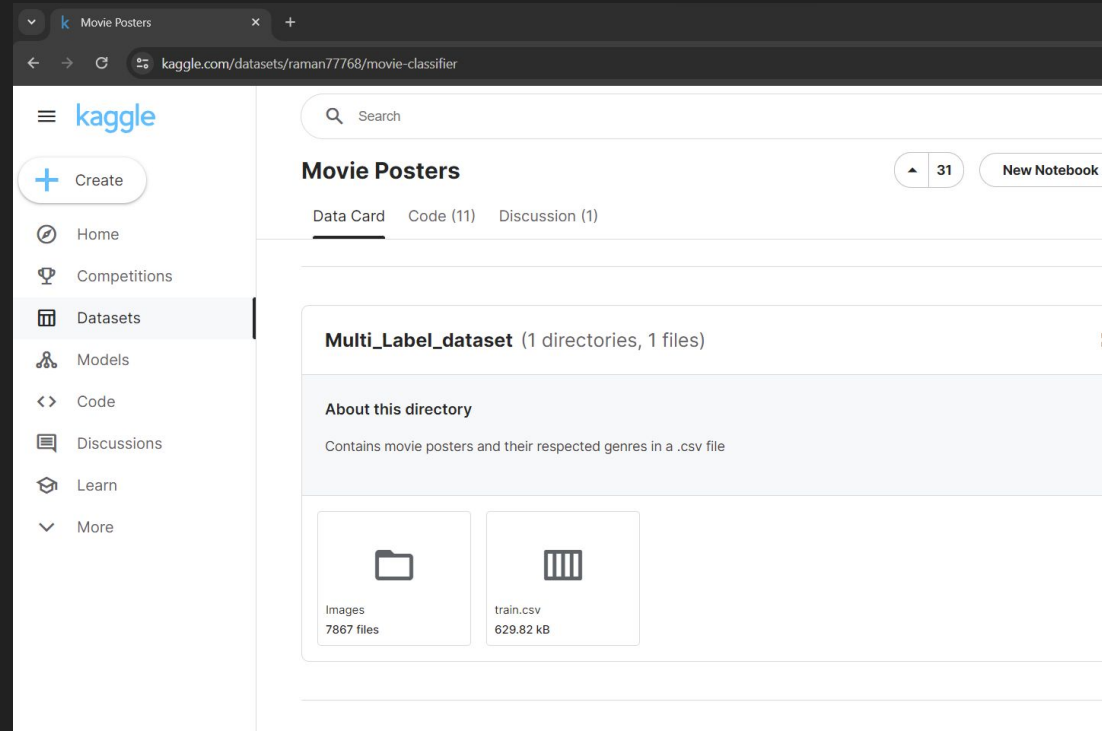 Movie Posters
kaggle.com/datasets/raman77768/movie-classifier
kaggle
Search
Create
Movie Posters
31
New Notebook
Data Card Code (11) Discussion (1)
Home
Competitions
Datasets
Models
Code
Discussions
Learn
More
Multi_Label_dataset (1 directories, 1 files)
About this directory
Contains movie posters and their respected genres in a .csv file
Images
7867 files
train.csv
629.82 kB